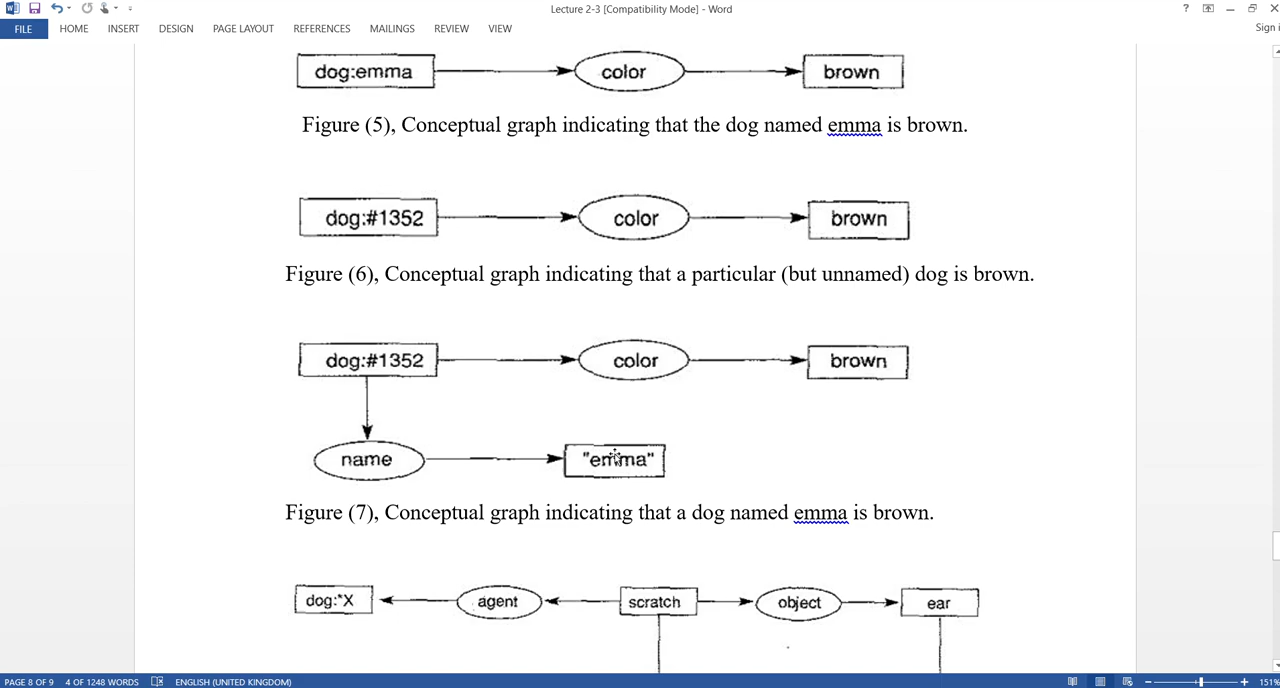 Lecture 2-3 [Compatibility Mode] - Word
?
FILE HOME INSERT DESIGN PAGE LAYOUT REFERENCES MAILINGS REVIEW VIEW Sign i
dog:emma color brown
Figure (5), Conceptual graph indicating that the dog named emma is brown.
dog:#1352 color brown
Figure (6), Conceptual graph indicating that a particular (but unnamed) dog is brown.
dog:#1352 color brown
name "emma"
Figure (7), Conceptual graph indicating that a dog named emma is brown.
dog:*X agent scratch object ear
PAGE 8 OF 9 4 OF 1248 WORDS ENGLISH (UNITED KINGDOM) 151%